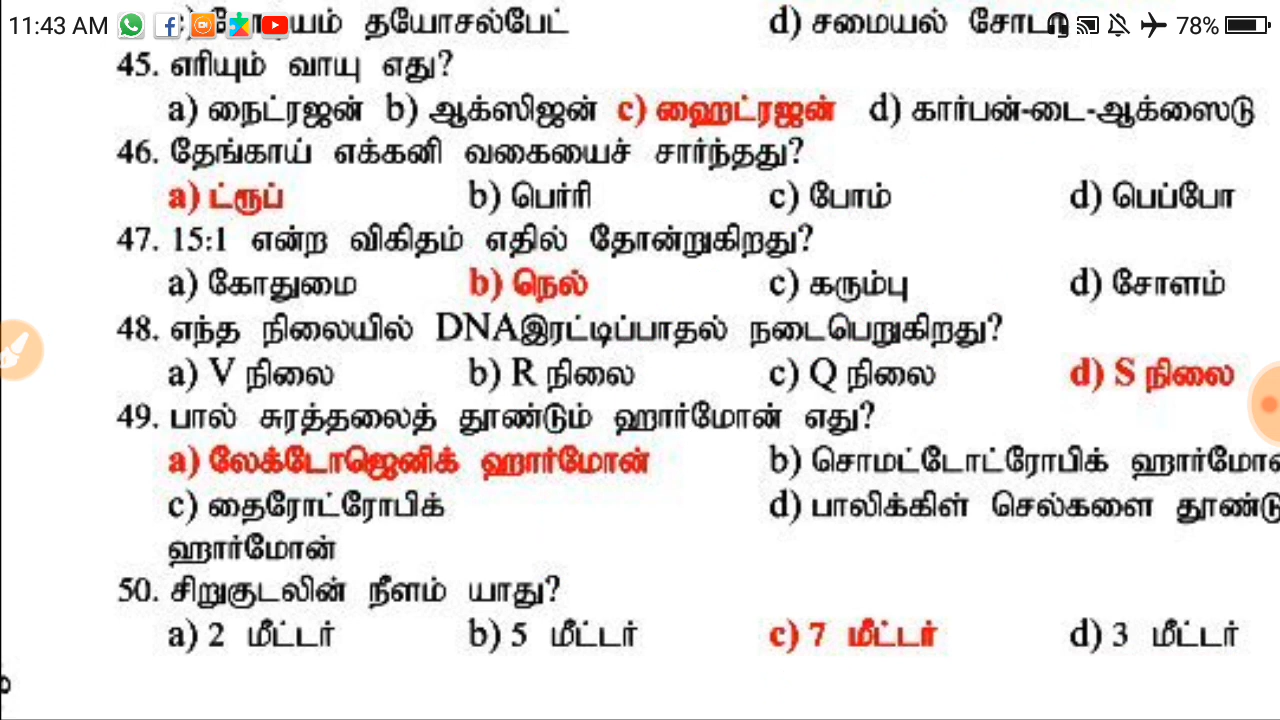 11:43 AM 78%
தயோசல்பேட் d) சமையல்
45. எரியும் வாயு எது?
a) நைட்ரஜன் b) ஆக்ஸிஜன் c) ஹைட்ரஜன் d) கார்பன்-டை-ஆக்ஸைடு
46. தேங்காய் எக்கனி வகையைச் சார்ந்தது?
a) ட்ரூப் b) பெர்ரி c) போம் d) பெப்போ
47. 15:1 என்ற விகிதம் எதில் தோன்றுகிறது?
a) கோதுமை b) நெல் c) கரும்பு d) சோளம்
48. எந்த நிலையில் DNAஇரட்டிப்பாதல் நடைபெறுகிறது?
a) V நிலை b) R நிலை c) Q நிலை d) S நிலை
49. பால் சுரத்தலைத் தூண்டும் ஹார்மோன் எது?
a) லேக்டோஜெனிக் ஹார்மோன் b) சொமட்டோட்ரோபிக்
c) தைரோட்ரோபிக் d) பாலிக்கிள் செல்களை
ஹார்மோன்
50. சிறுகுடலின் நீளம் யாது?
a) 2 மீட்டர் b) 5 மீட்டர் c) 7 மீட்டர் d) 3 மீட்டர்